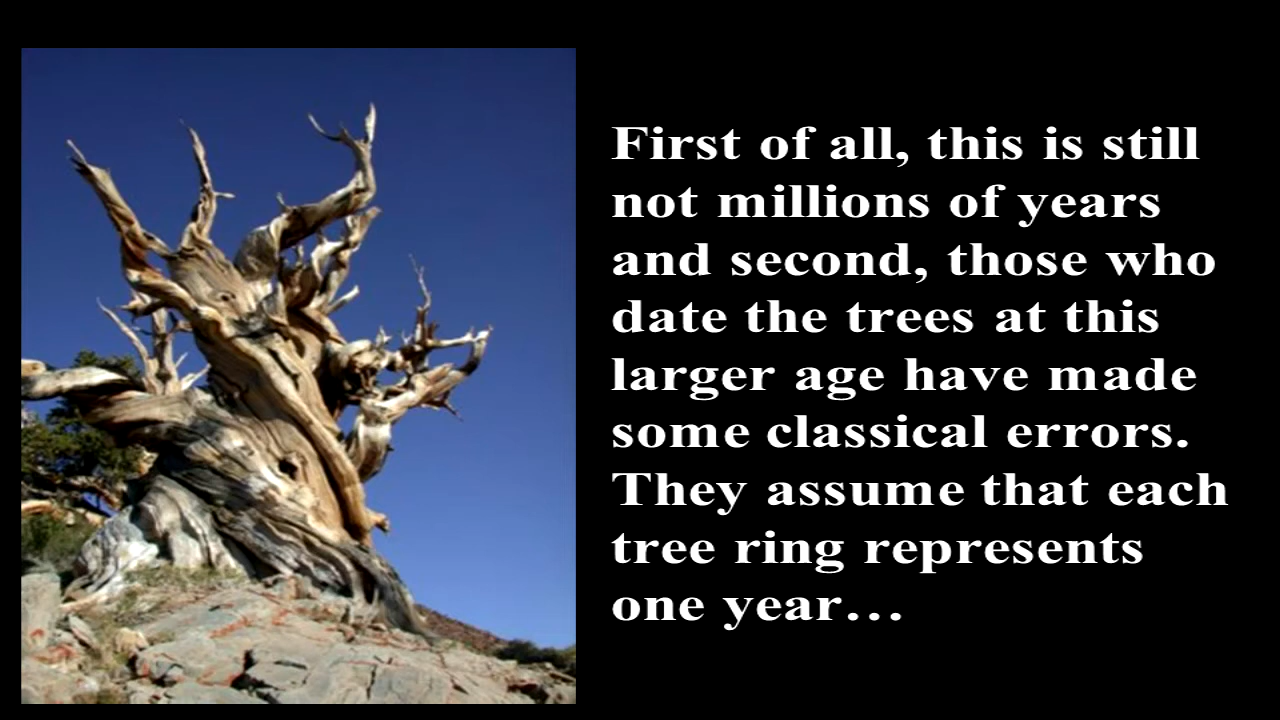 First of all, this is still
not millions of years
and second, those who
date the trees at this
larger age have made
some classical errors.
They assume that each
tree ring represents
one year…